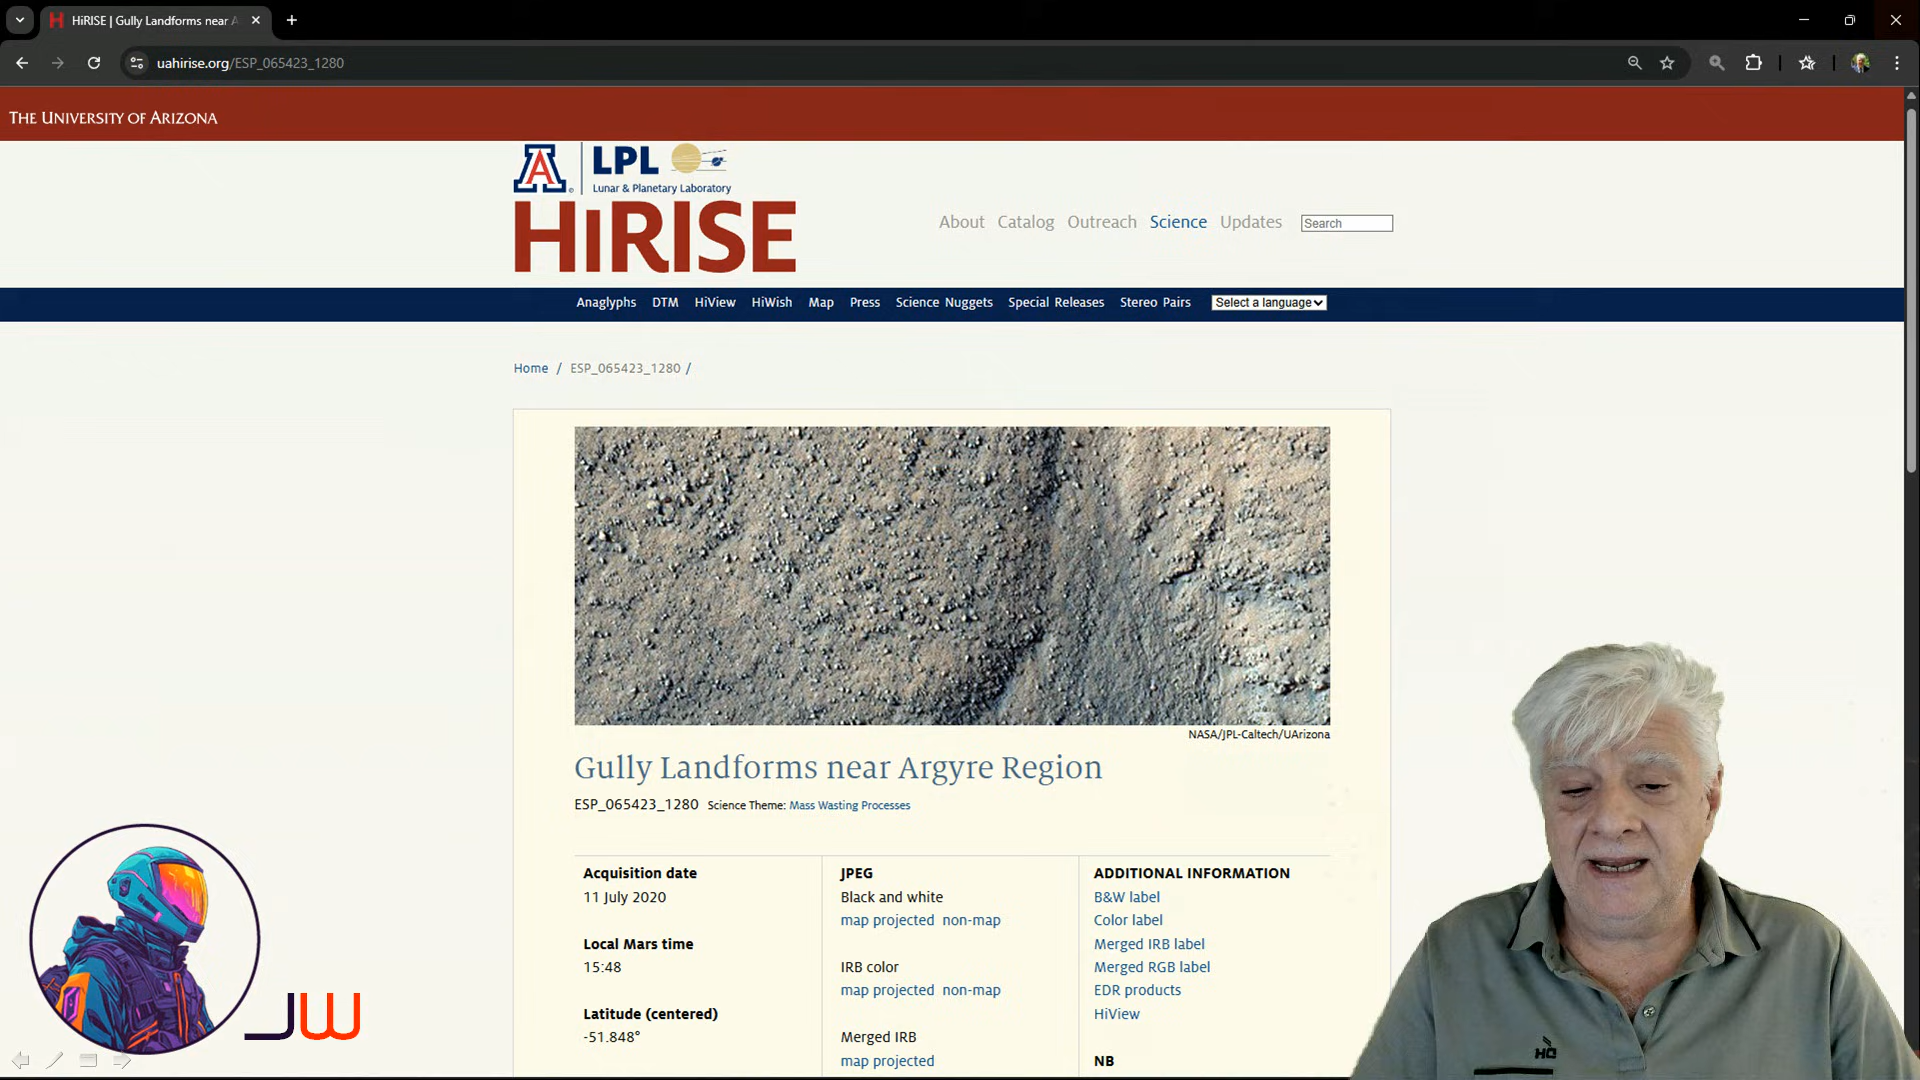 HiRISE | Gully Landforms near A
uahirise.org/ESP_065423_1280
THE UNIVERSITY OF ARIZONA
A LPL
Lunar & Planetary Laboratory
HiRISE
About Catalog Outreach Science Updates Search
Anaglyphs DTM HiView HiWish Map Press Science Nuggets Special Releases Stereo Pairs Select a language
Home / ESP_065423_1280 /
NASA/JPL-Caltech/UArizona
Gully Landforms near Argyre Region
ESP_065423_1280 Science Theme: Mass Wasting Processes
Acquisition date
11 July 2020
Local Mars time
15:48
Latitude (centered)
-51.848°
JPEG
Black and white
map projected non-map
IRB color
map projected non-map
Merged IRB
map projected
ADDITIONAL INFORMATION
B&W label
Color label
Merged IRB label
Merged RGB label
EDR products
HiView
NB
JW
HQ